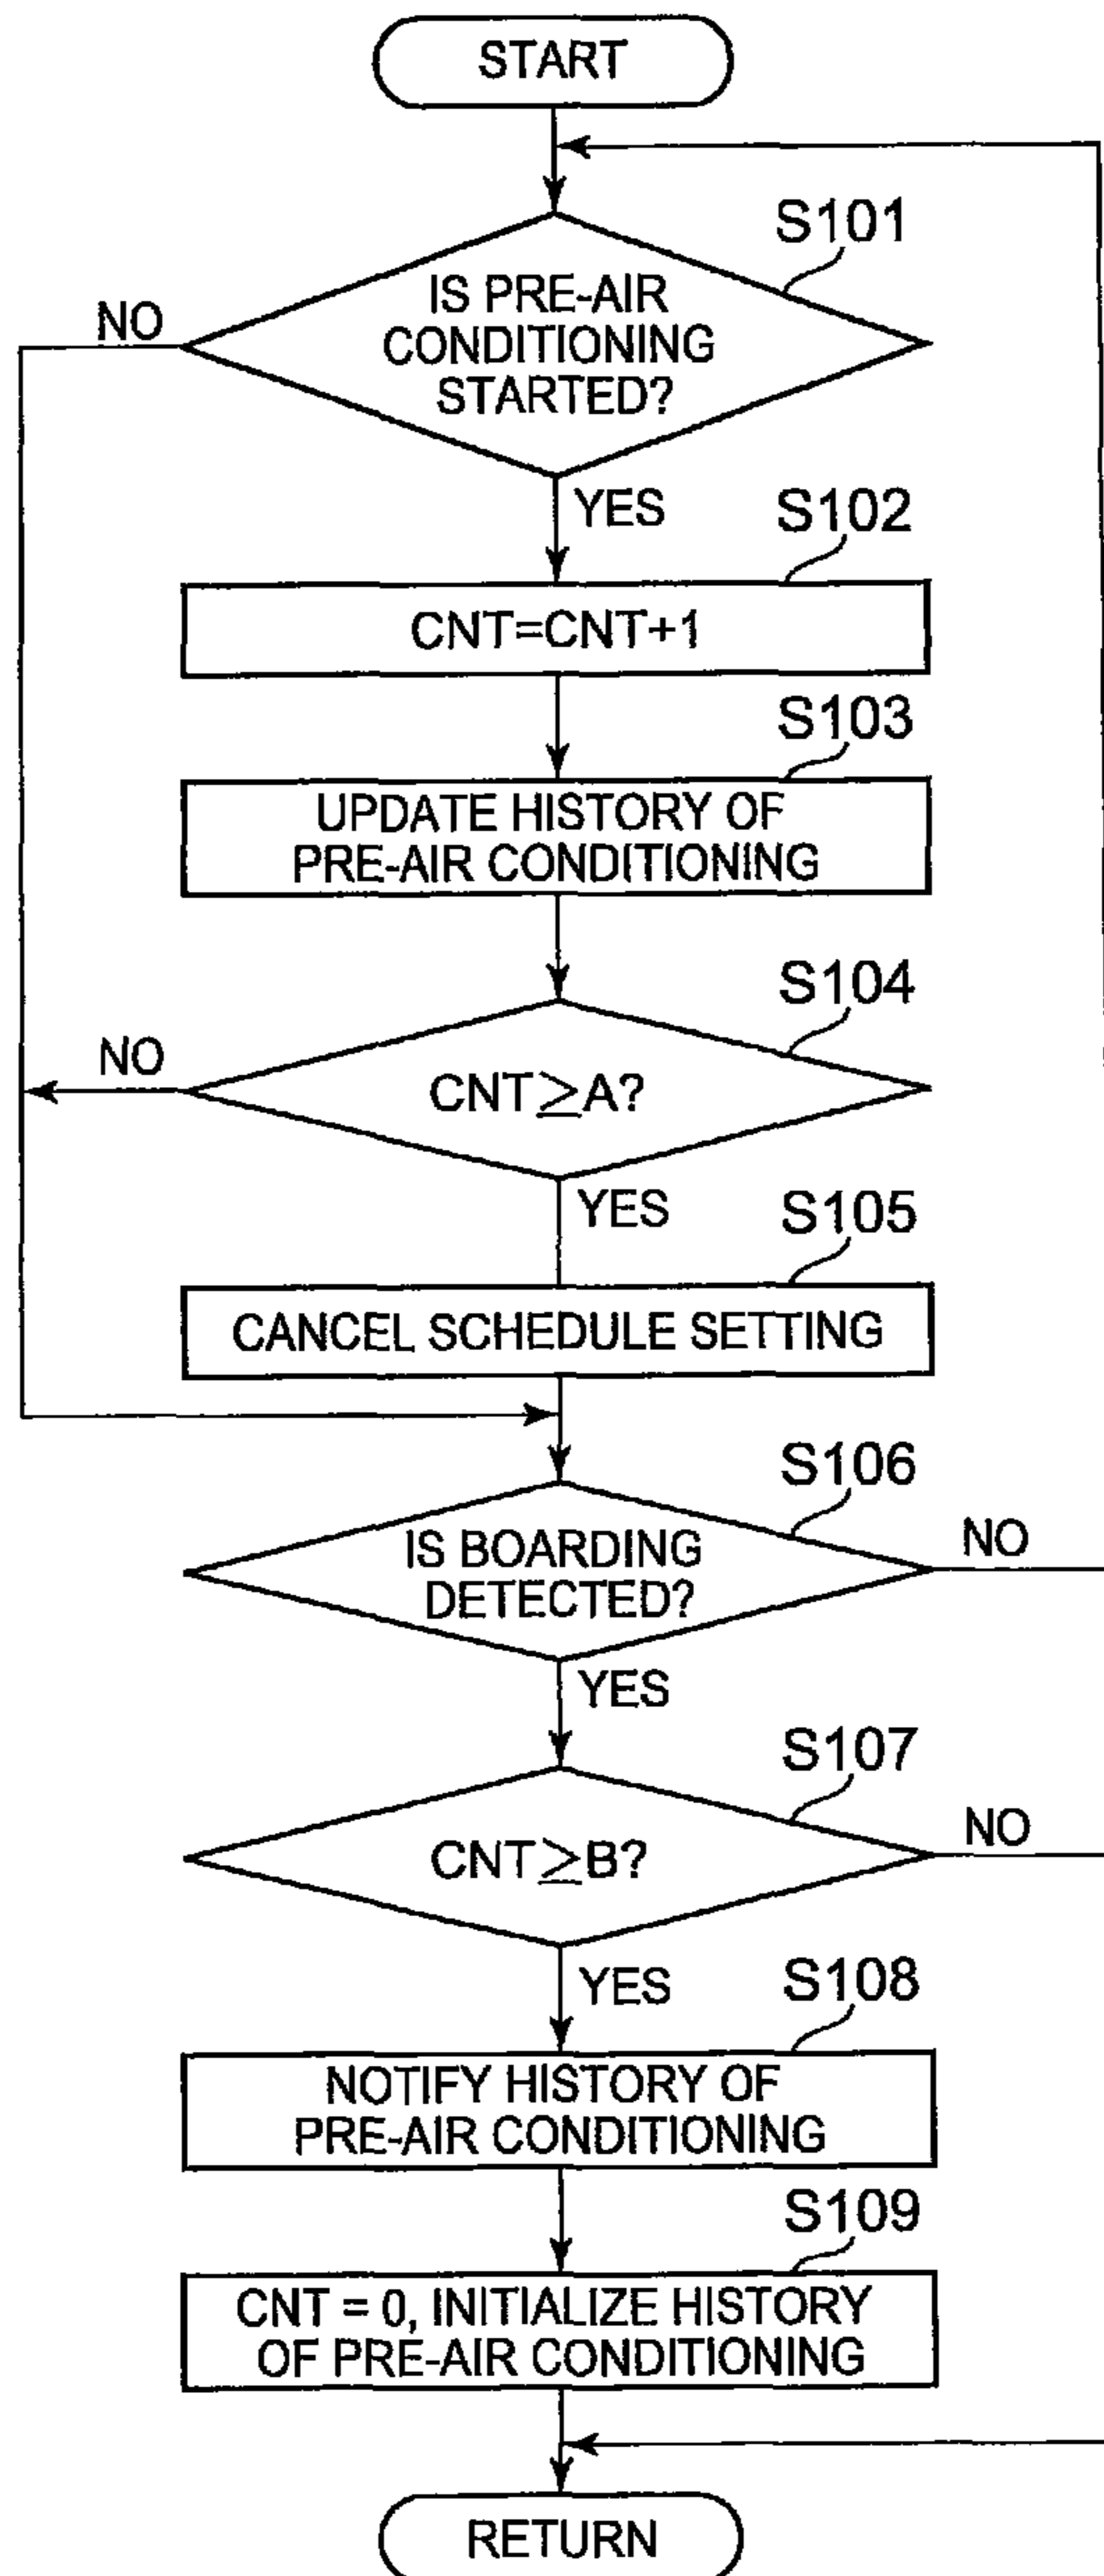 START
S101
IS PRE-AIR
CONDITIONING
STARTED?
NO
YES
S102
CNT=CNT+1
S103
UPDATE HISTORY OF
PRE-AIR CONDITIONING
S104
NO
CNT≥A?
YES
S105
CANCEL SCHEDULE SETTING
S106
IS BOARDING
DETECTED?
NO
YES
S107
CNT≥B?
NO
YES
S108
NOTIFY HISTORY OF
PRE-AIR CONDITIONING
S109
CNT = 0, INITIALIZE HISTORY
OF PRE-AIR CONDITIONING
RETURN